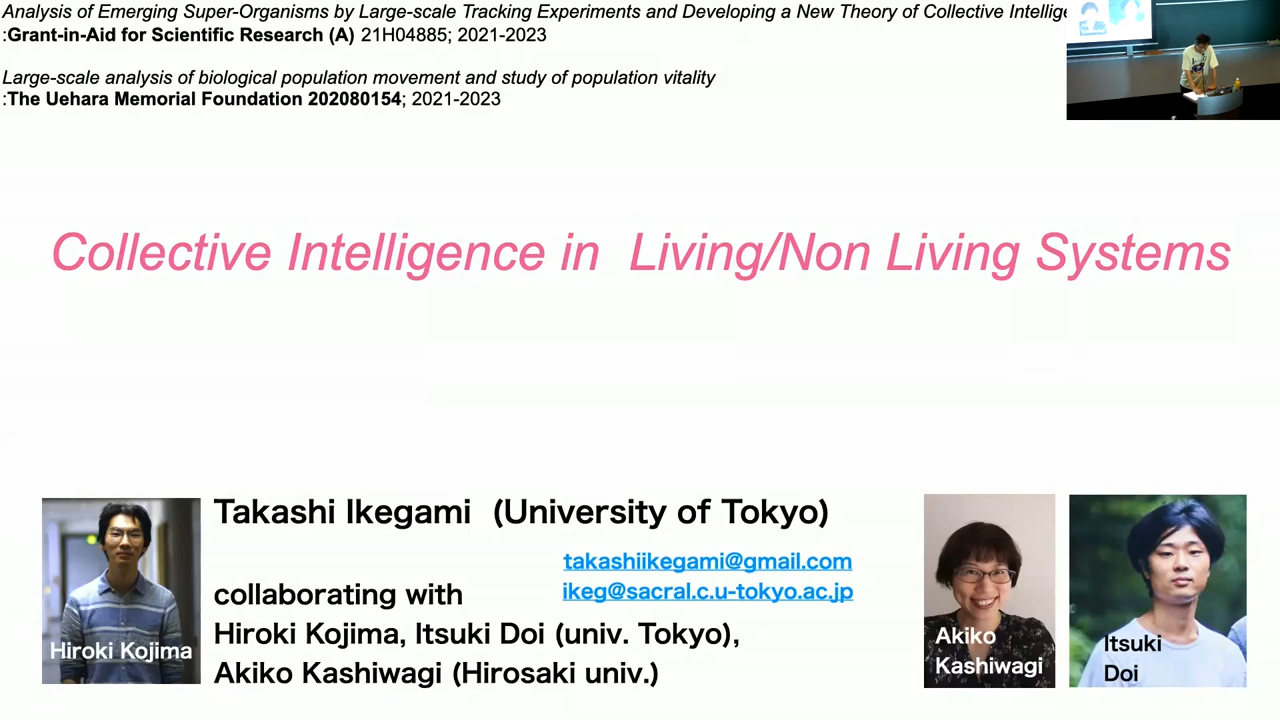 Analysis of Emerging Super-Organisms by Large-scale Tracking Experiments and Developing a New Theory of Collective Intellige
:Grant-in-Aid for Scientific Research (A) 21H04885; 2021-2023
Large-scale analysis of biological population movement and study of population vitality
:The Uehara Memorial Foundation 202080154; 2021-2023
Collective Intelligence in Living/Non Living Systems
Takashi Ikegami (University of Tokyo)
takashiikegami@gmail.com
ikeg@sacral.c.u-tokyo.ac.jp
collaborating with
Hiroki Kojima, Itsuki Doi (univ. Tokyo),
Akiko Kashiwagi (Hirosaki univ.)
Hiroki Kojima
Akiko
Kashiwagi
Itsuki
Doi